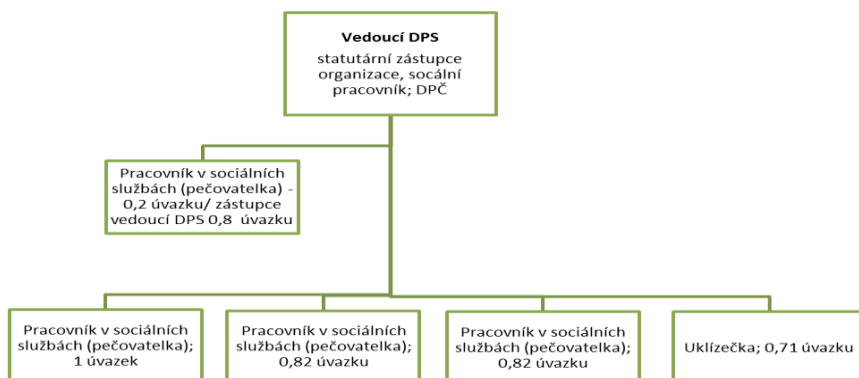 Vedoucí DPS
statutární zástupce
organizace, socální
pracovník; DPČ
Pracovník v sociálních
službách (pečovatelka) -
0,2 úvazku/ zástupce
vedoucí DPS 0,8 úvazku
Pracovník v sociálních
službách (pečovatelka);
1 úvazek
Pracovník v sociálních
službách (pečovatelka);
0,82 úvazku
Pracovník v sociálních
službách (pečovatelka);
0,82 úvazku
Uklízečka; 0,71 úvazku